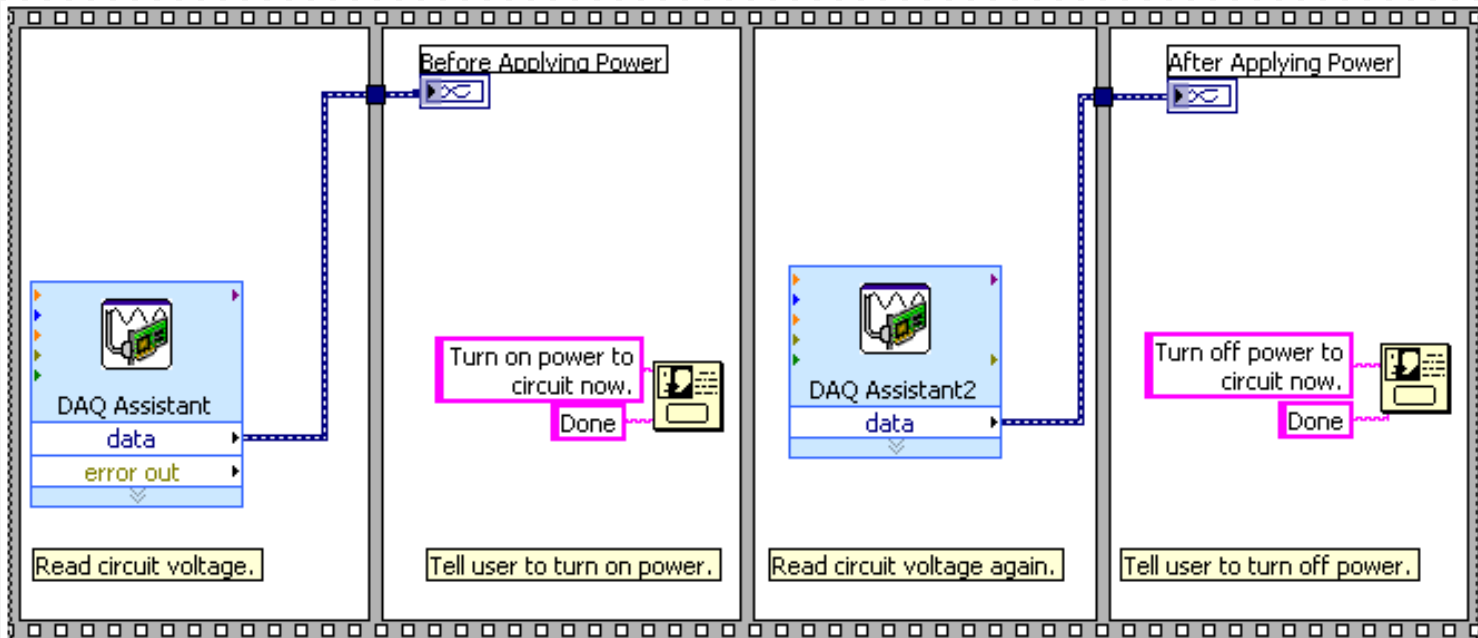 Before Applying Power
After Applying Power
DAQ Assistant
data
error out
Turn on power to
circuit now.
Done
DAQ Assistant2
data
Turn off power to
circuit now.
Done
Read circuit voltage.
Tell user to turn on power.
Read circuit voltage again.
Tell user to turn off power.